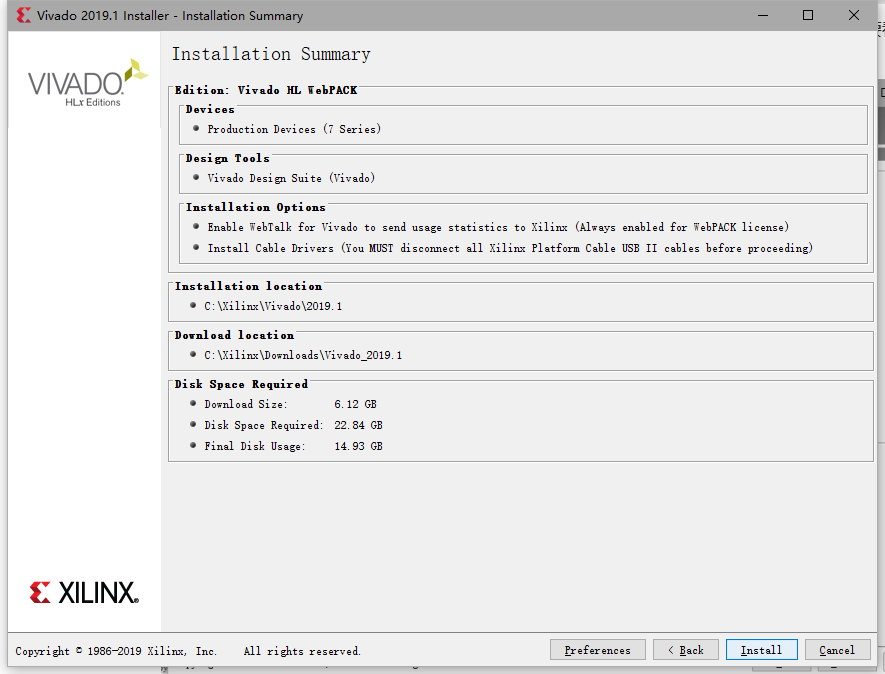 Vivado 2019.1 Installer - Installation Summary
VIVADO.
HLx Editions
Installation Summary
Edition: Vivado HL WebPACK
Devices
Production Devices (7 Series)
Design Tools
Vivado Design Suite (Vivado)
Installation Options
Enable WebTalk for Vivado to send usage statistics to Xilinx (Always enabled for WebPACK license)
Install Cable Drivers (You MUST disconnect all Xilinx Platform Cable USB II cables before proceeding)
Installation location
C:\Xilinx\Vivado\2019.1
Download location
C:\Xilinx\Downloads\Vivado_2019.1
Disk Space Required
Download Size: 6.12 GB
Disk Space Required: 22.84 GB
Final Disk Usage: 14.93 GB
XILINX®
Copyright © 1986-2019 Xilinx, Inc. All rights reserved.
Preferences < Back Install Cancel